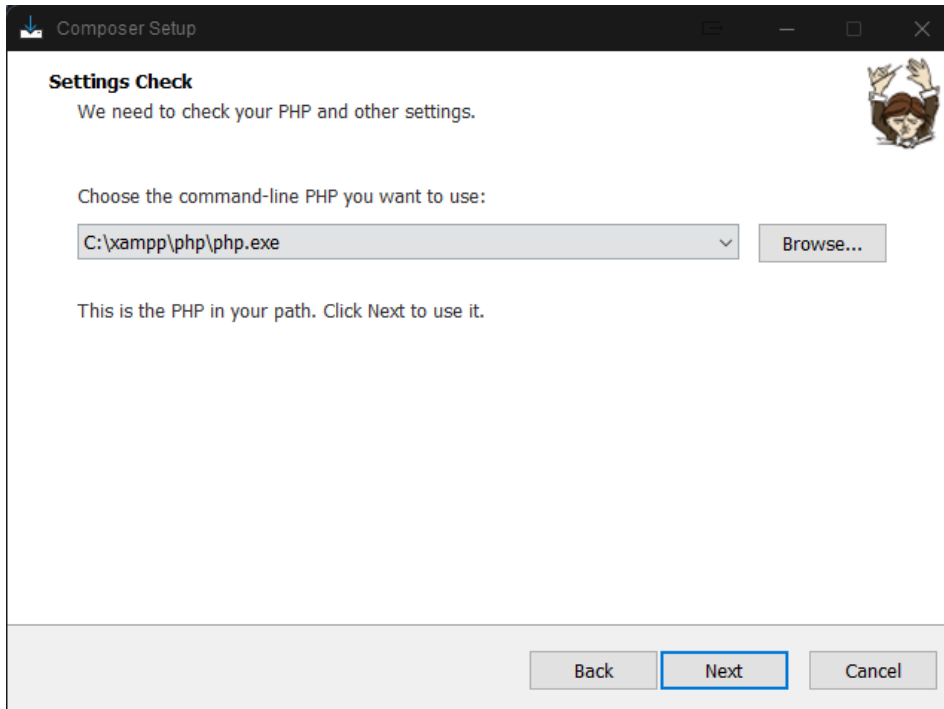 Composer Setup
Settings Check
We need to check your PHP and other settings.
Choose the command-line PHP you want to use:
C:\xampp\php\php.exe
Browse...
This is the PHP in your path. Click Next to use it.
Back
Next
Cancel